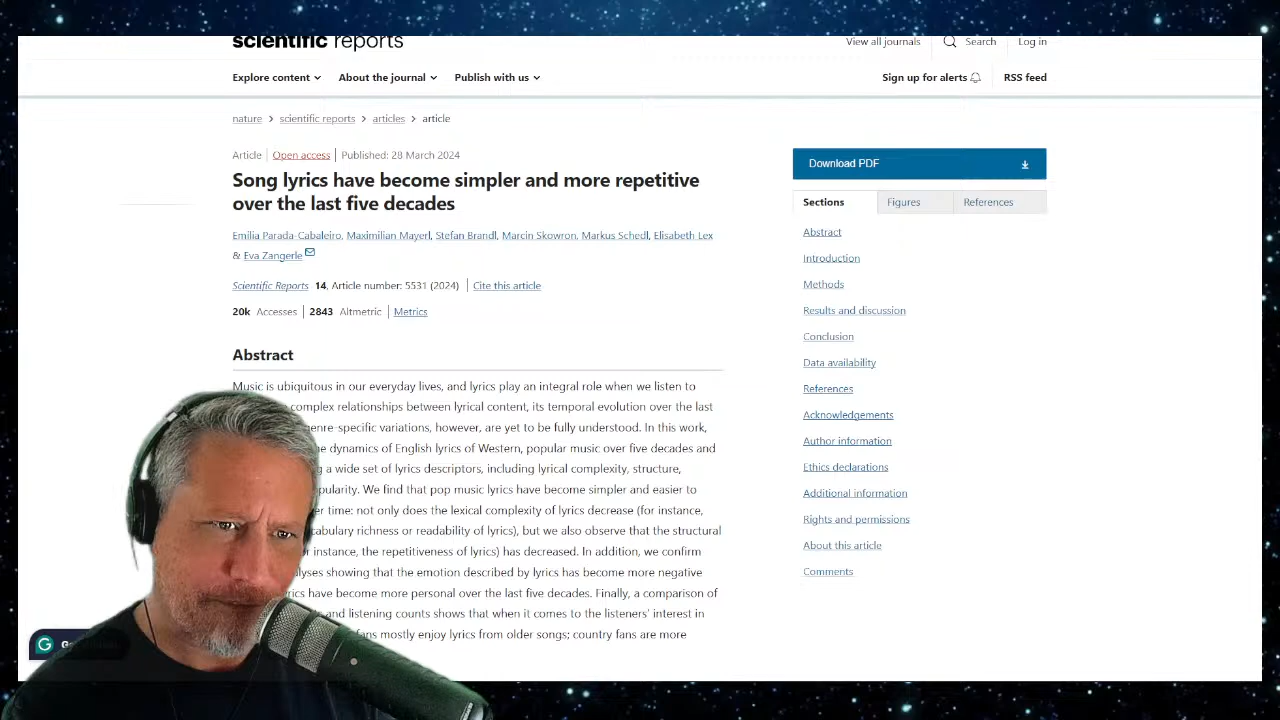 scientific reports
View all journals
Search
Log in
Explore content
About the journal
Publish with us
Sign up for alerts
RSS feed
nature > scientific reports > articles > article
Article | Open access | Published: 28 March 2024
Song lyrics have become simpler and more repetitive
over the last five decades
Emilia Parada-Cabaleiro, Maximilian Mayerl, Stefan Brandl, Marcin Skowron, Markus Schedl, Elisabeth Lex
& Eva Zangerle
Scientific Reports 14, Article number: 5531 (2024) | Cite this article
20k Accesses | 2843 Altmetric | Metrics
Abstract
Music is ubiquitous in our everyday lives, and lyrics play an integral role when we listen to
complex relationships between lyrical content, its temporal evolution over the last
genre-specific variations, however, are yet to be fully understood. In this work,
dynamics of English lyrics of Western, popular music over five decades and
a wide set of lyrics descriptors, including lyrical complexity, structure,
We find that pop music lyrics have become simpler and easier to
time: not only does the lexical complexity of lyrics decrease (for instance,
richness or readability of lyrics), but we also observe that the structural
instance, the repetitiveness of lyrics) has decreased. In addition, we confirm
showing that the emotion described by lyrics has become more negative
have become more personal over the last five decades. Finally, a comparison of
and listening counts shows that when it comes to the listeners' interest in
fans mostly enjoy lyrics from older songs; country fans are more
Download PDF
Sections
Figures
References
Abstract
Introduction
Methods
Results and discussion
Conclusion
Data availability
References
Acknowledgements
Author information
Ethics declarations
Additional information
Rights and permissions
About this article
Comments